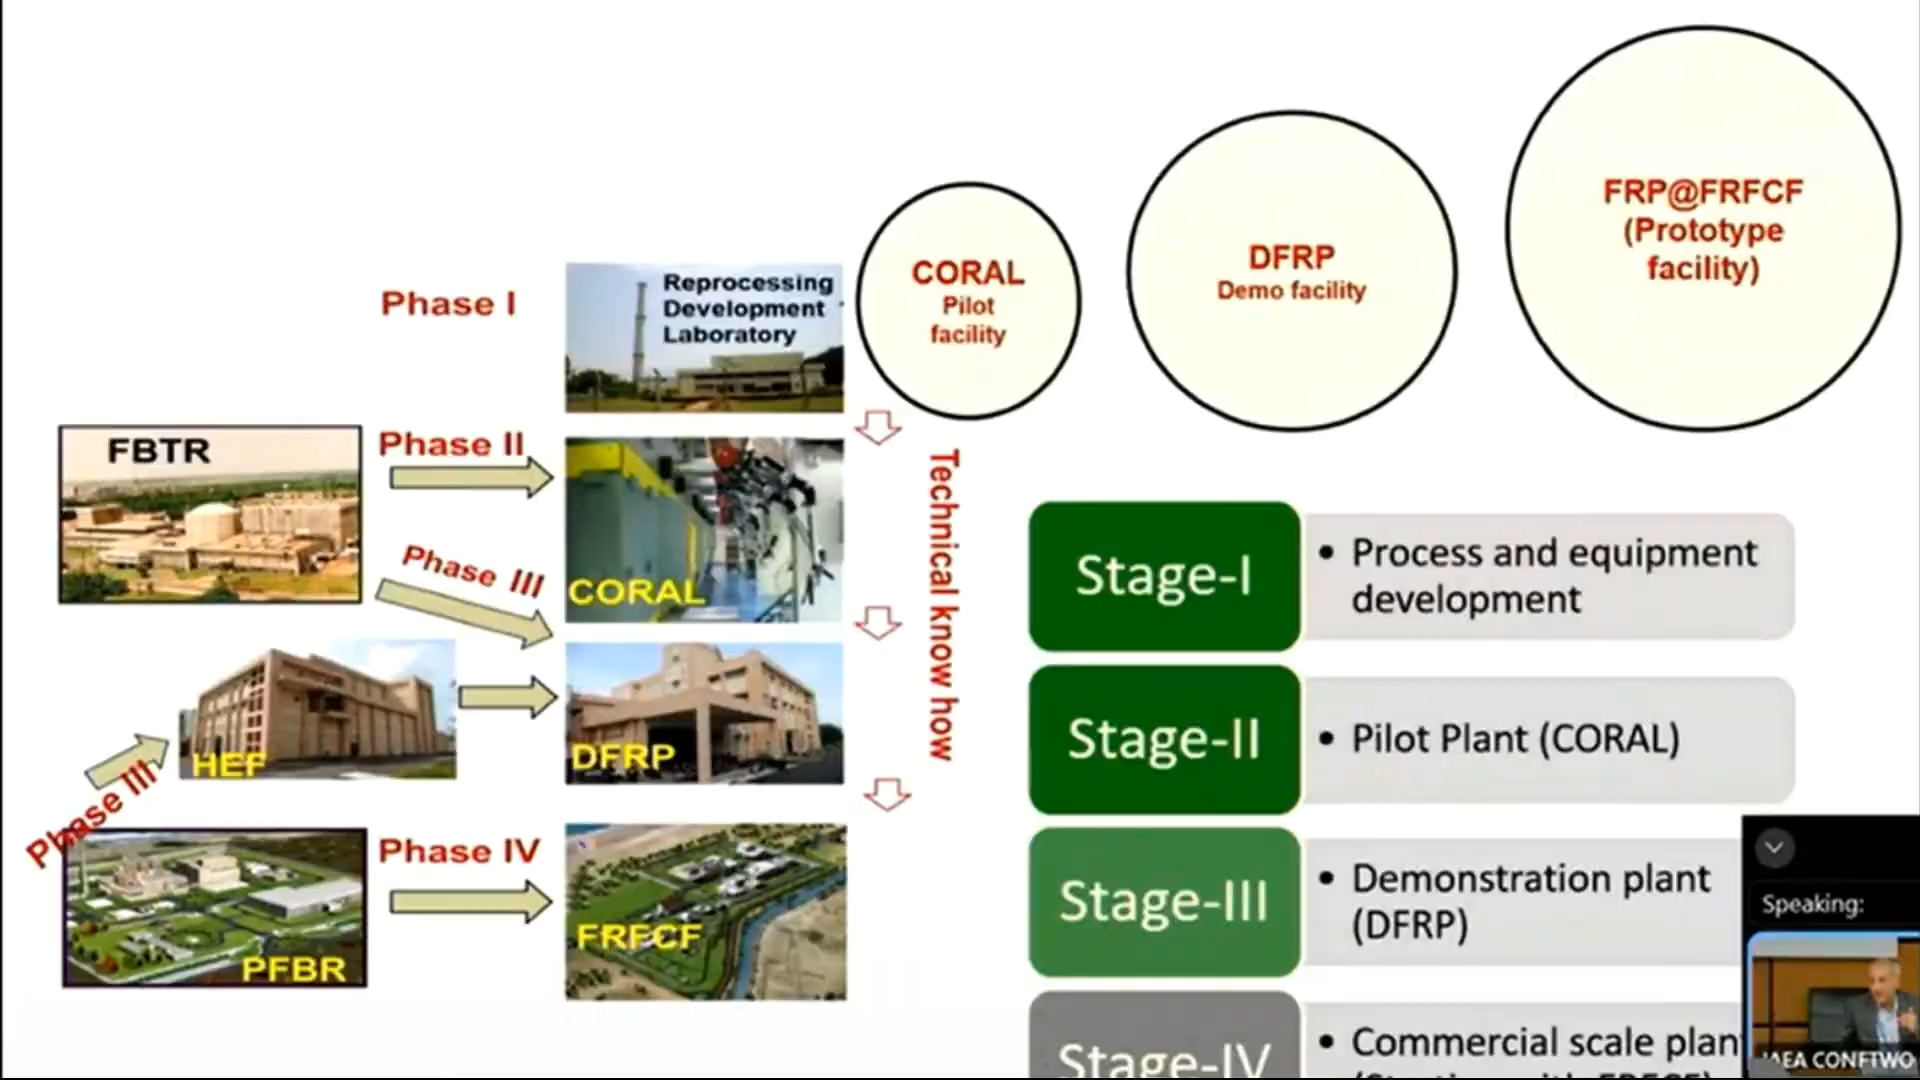 FRP@FRFCF
(Prototype
facility)
DFRP
Demo facility
CORAL
Pilot
facility
Phase I
Reprocessing
Development
Laboratory
FBTR
Phase II
CORAL
Phase III
HEF
DFRP
Phase III
PFBR
Phase IV
FRFCF
Technical know how
Stage-I
• Process and equipment
development
Stage-II
• Pilot Plant (CORAL)
Stage-III
• Demonstration plant
(DFRP)
Stage-IV
• Commercial scale plan
Speaking:
IAEA CONFTWO